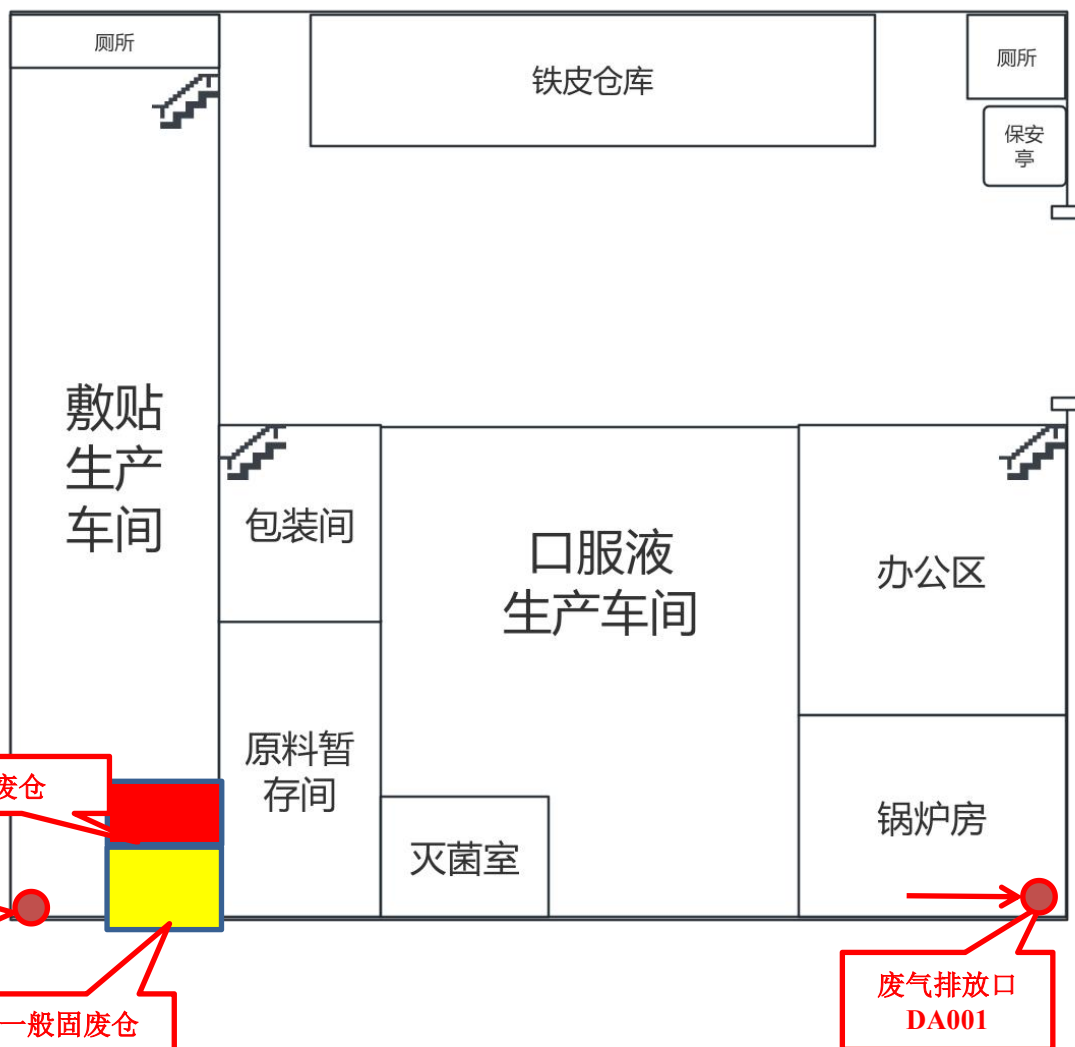 厕所
铁皮仓库
厕所
保安
亭
敷贴
生产
车间
包装间
口服液
生产车间
办公区
原料暂
存间
废仓
灭菌室
锅炉房
一般固废仓
废气排放口
DA001